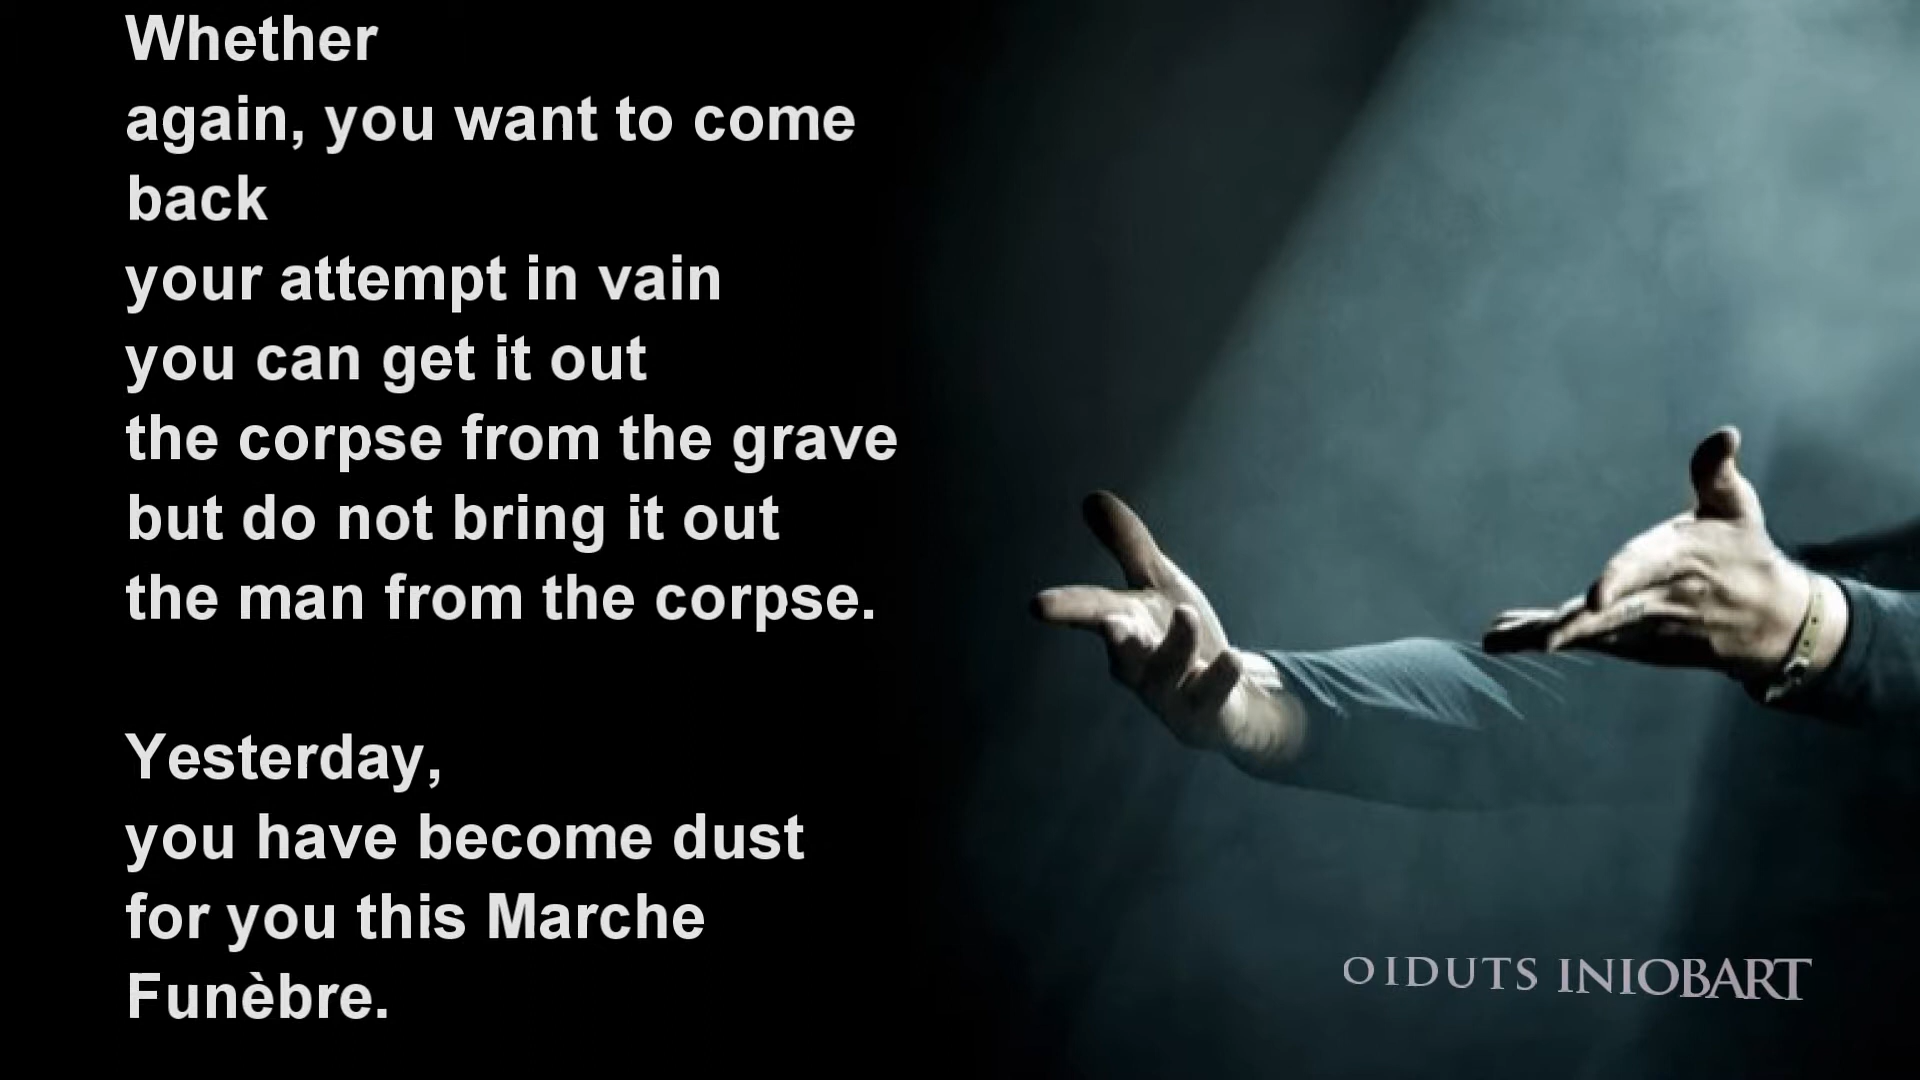 Whether
again, you want to come
back
your attempt in vain
you can get it out
the corpse from the grave
but do not bring it out
the man from the corpse.
Yesterday,
you have become dust
for you this Marche
Funèbre.
OIDUTS INIOBART